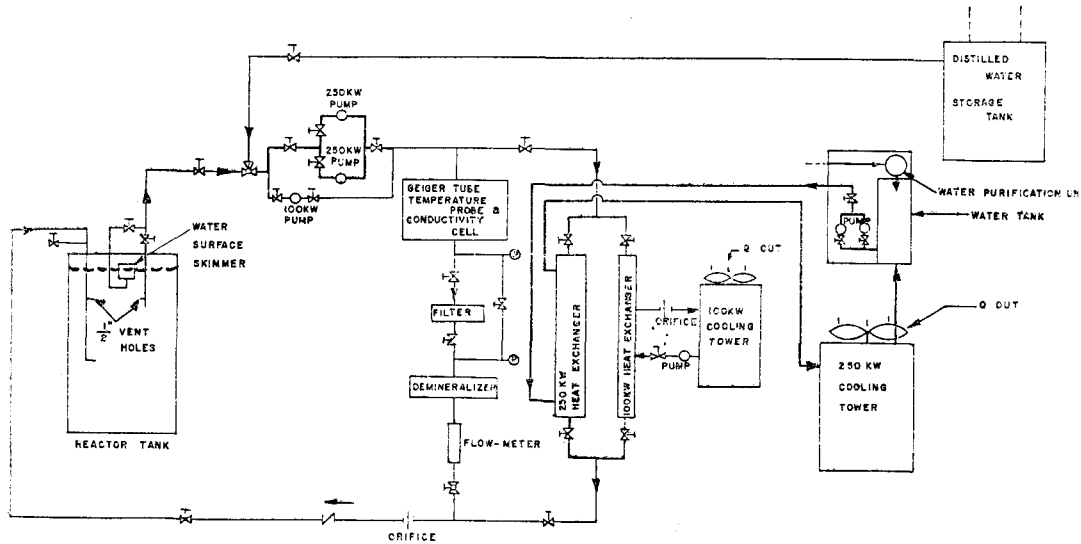 DISTILLED
WATER
STORAGE
TANK
250KW
PUMP
250KW
PUMP
100KW
PUMP
GEIGER TUBE
TEMPERATURE
PROBE a
CONDUCTIVITY
CELL
WATER PURIFICATION UN
WATER TANK
PUMP
WATER
SURFACE
SKIMMER
Q OUT
1/2" VENT
HOLES
FILTER
250 KW
HEAT EXCHANGER
100KW HEAT EXCHANGER
ORIFICE
100KW
COOLING
TOWER
PUMP
Q OUT
250 KW
COOLING
TOWER
DEMINERALIZER
REACTOR TANK
FLOW-METER
ORIFICE